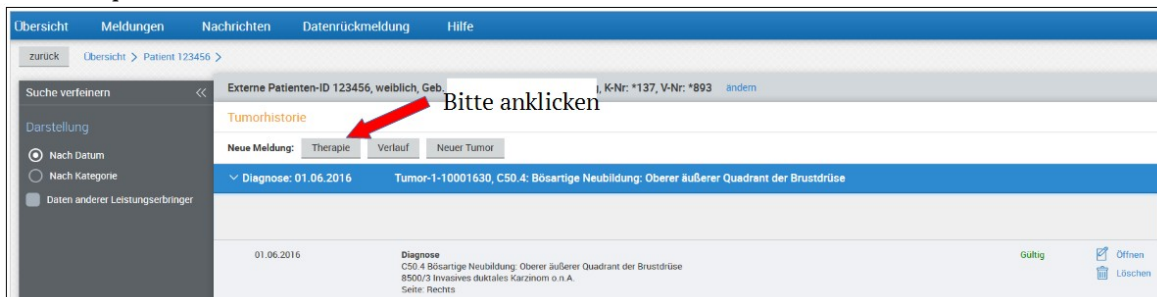 Übersicht Meldungen Nachrichten Datenrückmeldung Hilfe
zurück Übersicht > Patient 123456 >
Suche verfeinern <<
Darstellung
Nach Datum
Nach Kategorie
Daten anderer Leistungserbringer
Externe Patienten-ID 123456, weiblich, Geb. , K-Nr: *137, V-Nr: *893 ändern
Bitte anklicken
Tumorhistorie
Neue Meldung: Therapie Verlauf Neuer Tumor
Diagnose: 01.06.2016 Tumor-1-10001630, C50.4: Bösartige Neubildung: Oberer äußerer Quadrant der Brustdrüse
01.06.2016 Diagnose Gültig Öffnen
C50.4 Bösartige Neubildung: Oberer äußerer Quadrant der Brustdrüse
8500/3 Invasives duktales Karzinom o.n.A. Löschen
Seite: Rechts